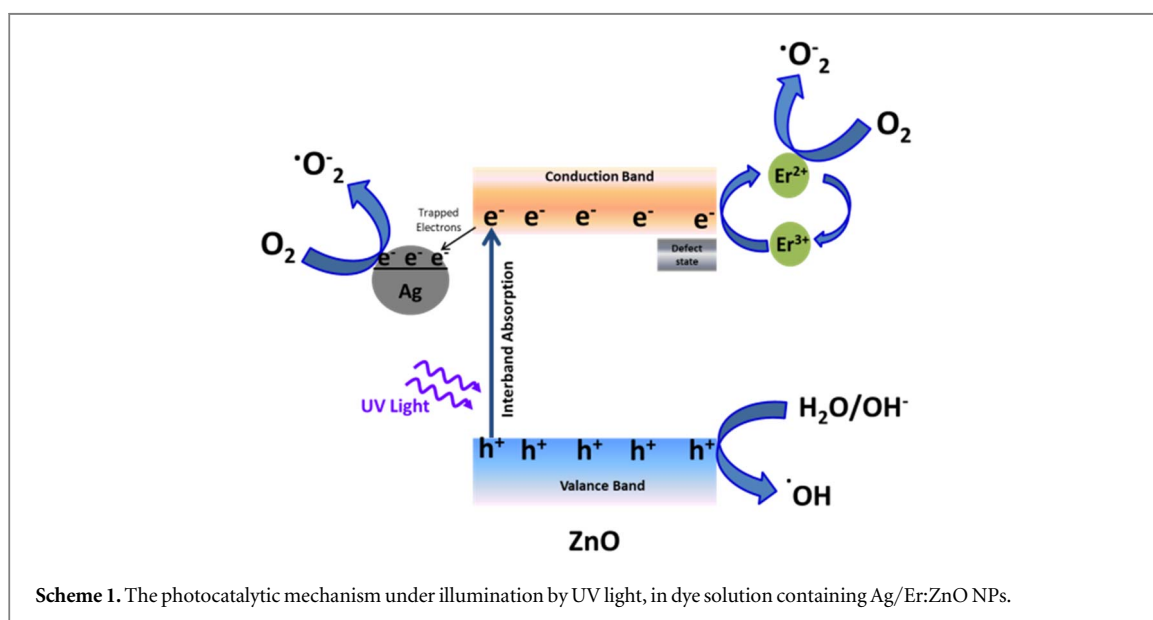 ·O⁻₂
O₂
Conduction Band
·O⁻₂
Er²⁺
Trapped
Electrons
e⁻ e⁻ e⁻ e⁻ e⁻
O₂
e⁻ e⁻ e⁻
Ag
Defect
state
Er³⁺
Interband Absorption
UV Light
H₂O/OH⁻
h⁺ h⁺ h⁺ h⁺ h⁺
Valance Band
·OH
ZnO
Scheme 1. The photocatalytic mechanism under illumination by UV light, in dye solution containing Ag/Er:ZnO NPs.